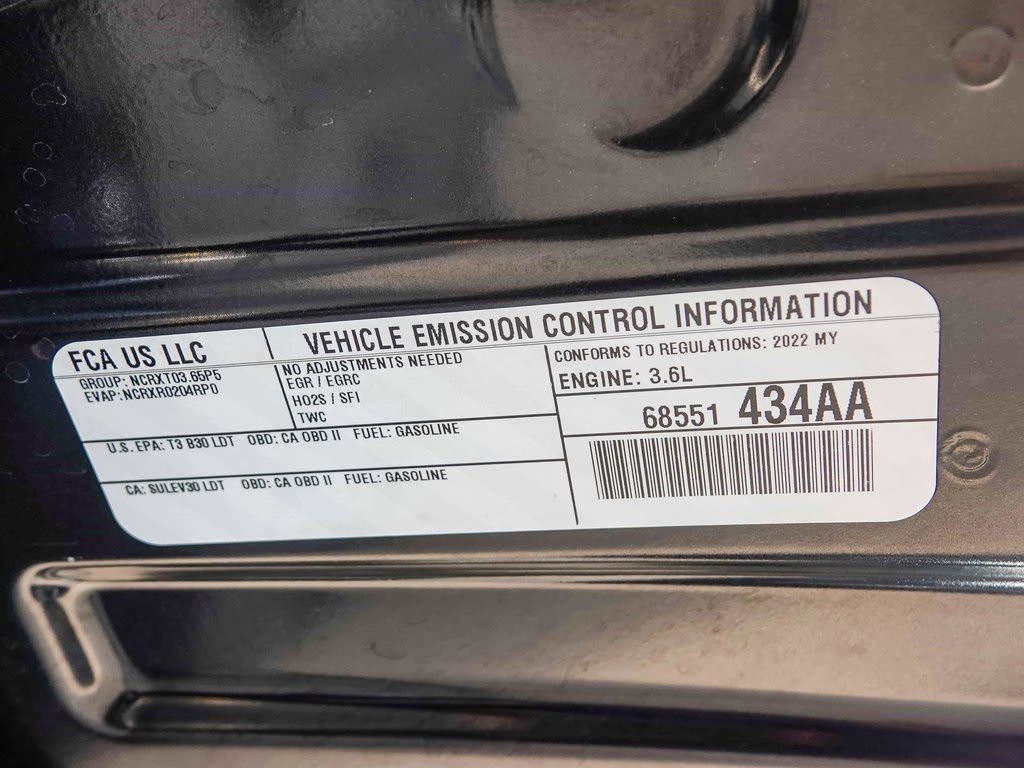 FCA US LLC
GROUP: NCRXT03.65P5
EVAP: NCRXR0204RP0
VEHICLE EMISSION CONTROL INFORMATION
NO ADJUSTMENTS NEEDED
EGR / EGRC
HO2S / SFI
TWC
CONFORMS TO REGULATIONS: 2022 MY
ENGINE: 3.6L
68551 434AA
U.S. EPA: T3 B30 LDT OBD: CA OBD II FUEL: GASOLINE
CA: SULEV30 LDT OBD: CA OBD II FUEL: GASOLINE